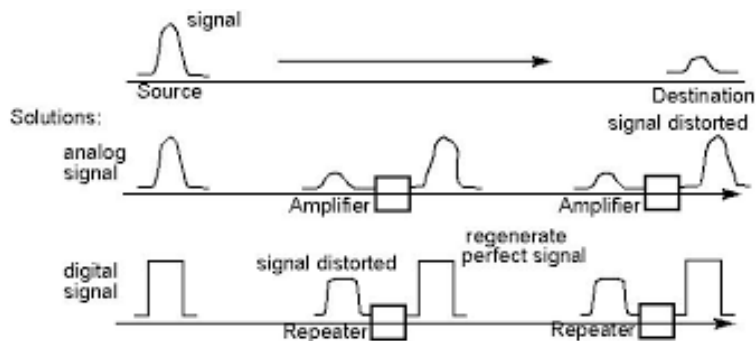 signal
Source
Destination
Solutions:
signal distorted
analog
signal
Amplifier
Amplifier
regenerate
perfect signal
signal distorted
digital
signal
Repeater
Repeater